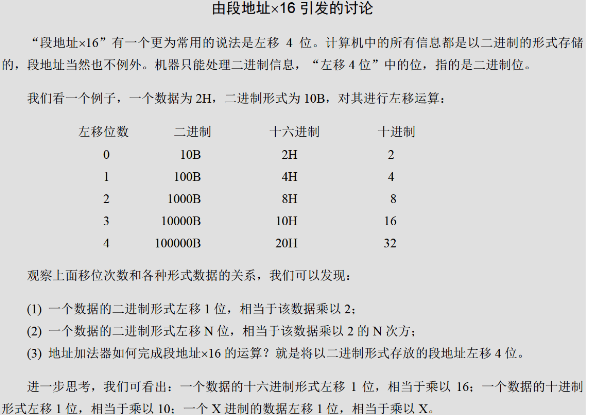 由段地址×16 引发的讨论
“段地址×16”有一个更为常用的说法是左移 4 位。计算机中的所有信息都是以二进制的形式存储
的，段地址当然也不例外。机器只能处理二进制信息，“左移 4 位”中的位，指的是二进制位。
我们看一个例子，一个数据为 2H，二进制形式为 10B，对其进行左移运算：
左移位数 二进制 十六进制 十进制
0 10B 2H 2
1 100B 4H 4
2 1000B 8H 8
3 10000B 10H 16
4 100000B 20H 32
观察上面移位次数和各种形式数据的关系，我们可以发现：
(1) 一个数据的二进制形式左移 1 位，相当于该数据乘以 2；
(2) 一个数据的二进制形式左移 N 位，相当于该数据乘以 2 的 N 次方；
(3) 地址加法器如何完成段地址×16 的运算？就是将以二进制形式存放的段地址左移 4 位。
进一步思考，我们可看出：一个数据的十六进制形式左移 1 位，相当于乘以 16；一个数据的十进制
形式左移 1 位，相当于乘以 10；一个 X 进制的数据左移 1 位，相当于乘以 X。